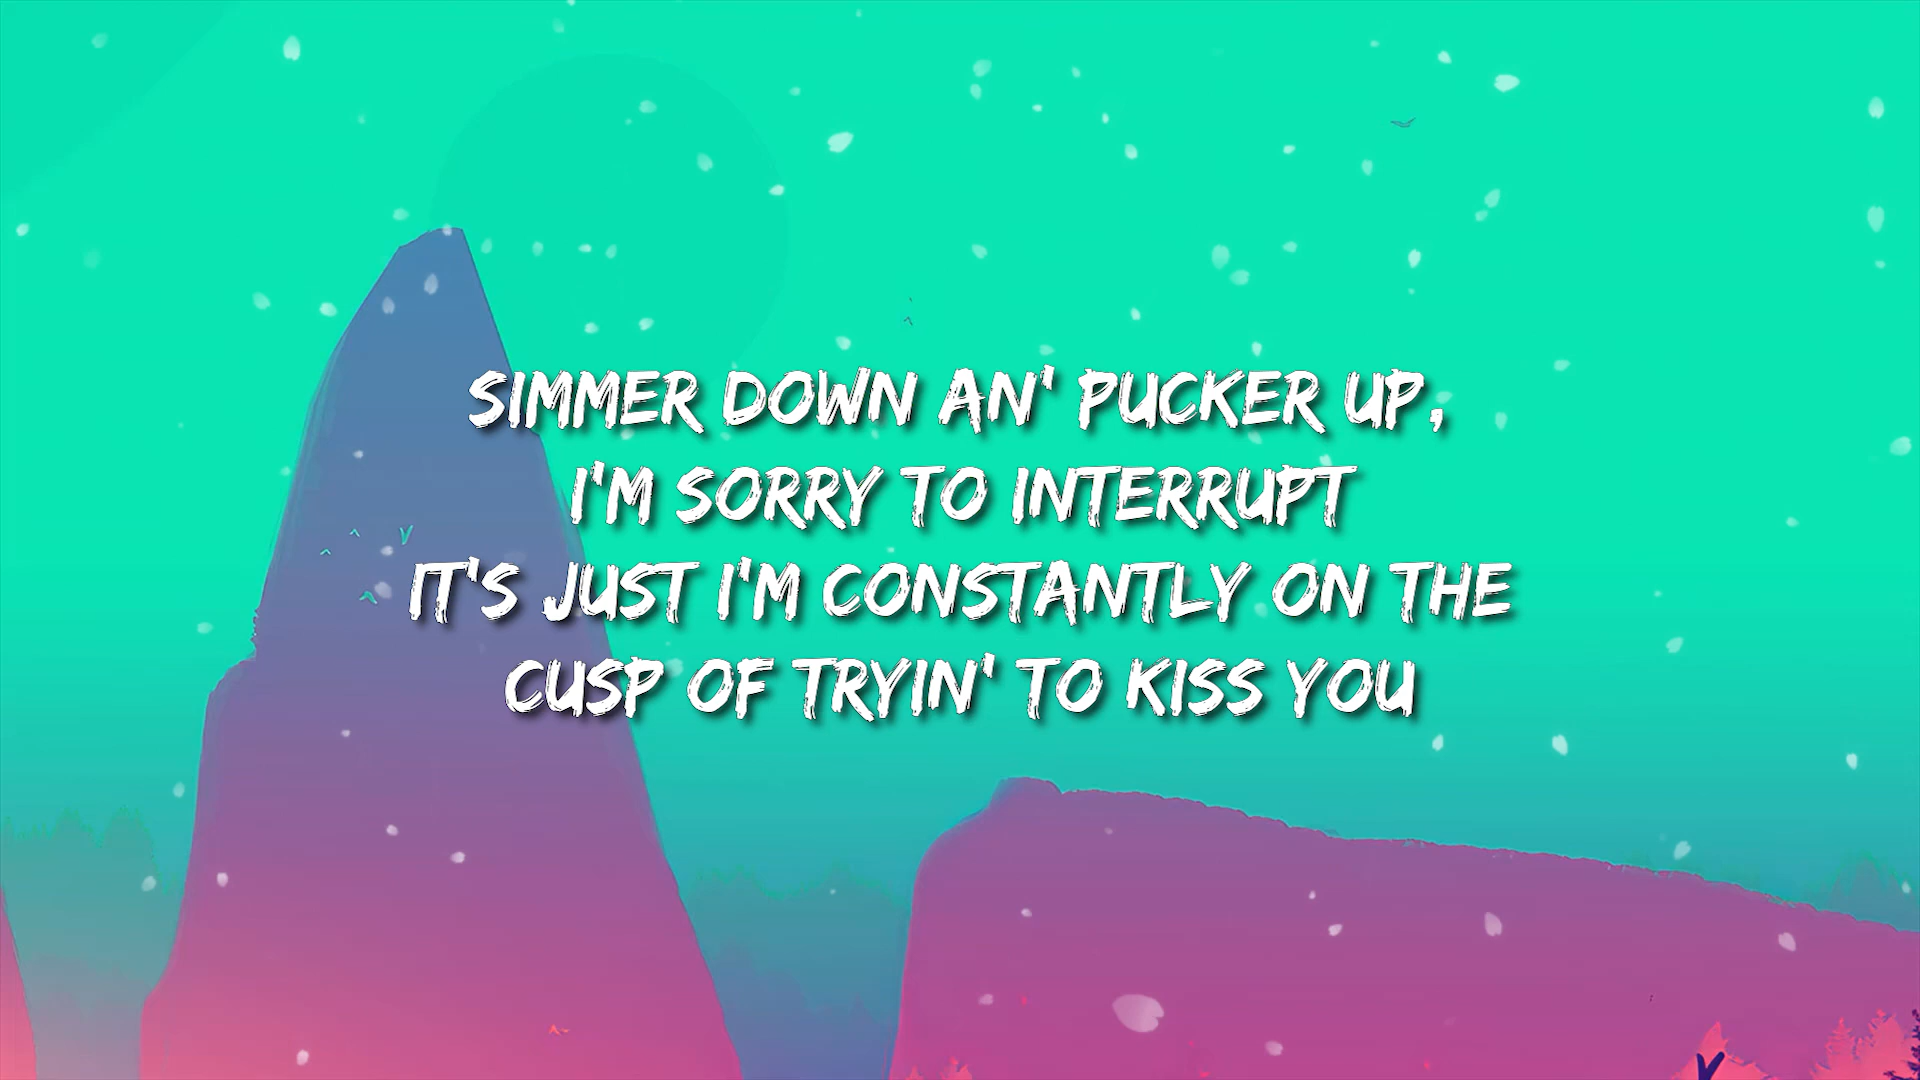 SIMMER DOWN AN' PUCKER UP,
I'M SORRY TO INTERRUPT
IT'S JUST I'M CONSTANTLY ON THE
CUSP OF TRYIN' TO KISS YOU